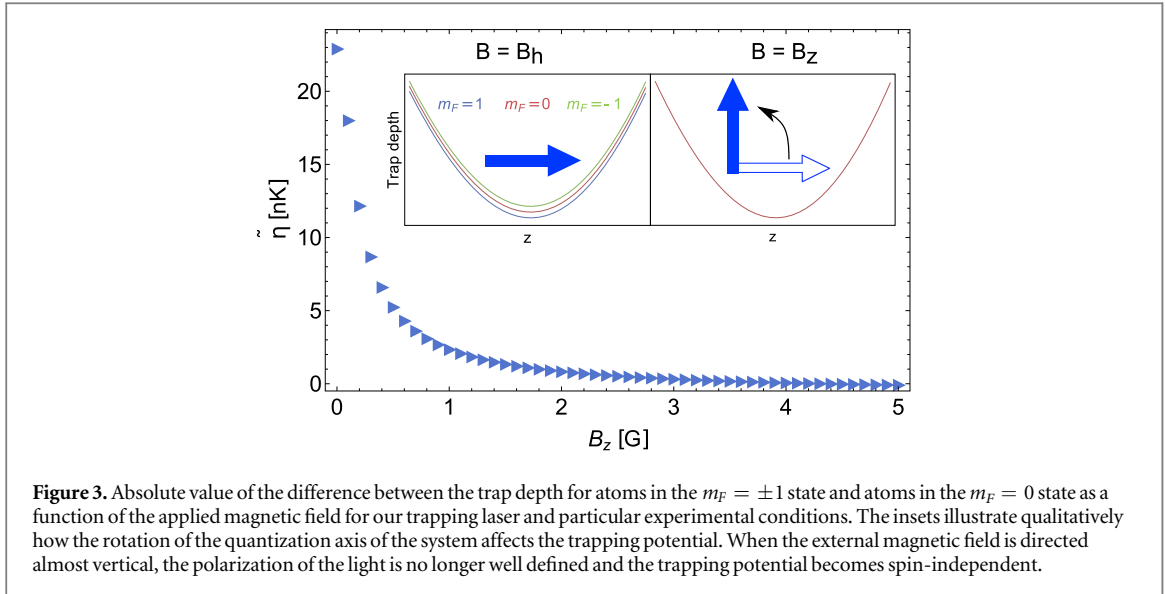 B = B_h
B = B_z
20
15
10
5
0
η̃ [nK]
m_F = 1
m_F = 0
m_F = - 1
Trap depth
z
z
0
1
2
3
4
5
B_z [G]
Figure 3. Absolute value of the difference between the trap depth for atoms in the m_F = ±1 state and atoms in the m_F = 0 state as a
function of the applied magnetic field for our trapping laser and particular experimental conditions. The insets illustrate qualitatively
how the rotation of the quantization axis of the system affects the trapping potential. When the external magnetic field is directed
almost vertical, the polarization of the light is no longer well defined and the trapping potential becomes spin-independent.